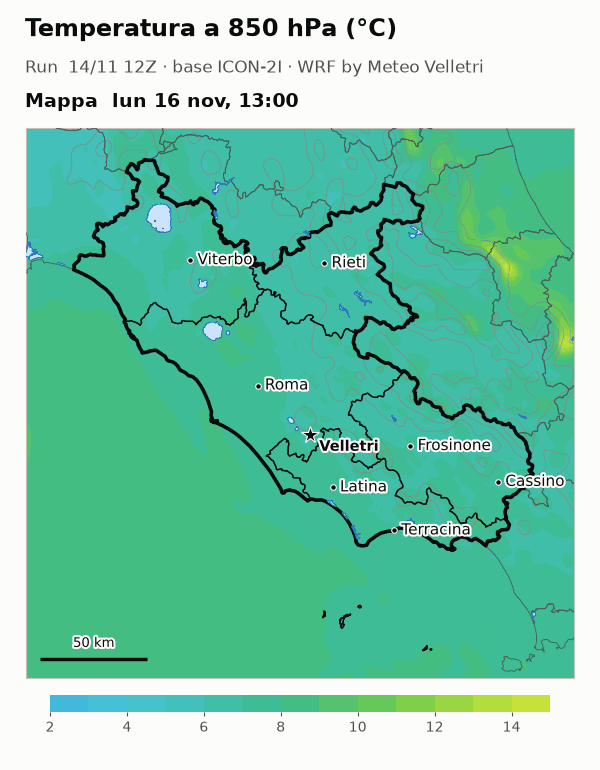 Temperatura a 850 hPa (°C)
Run  14/11 12Z · base ICON-2I · WRF by Meteo Velletri
Mappa  lun 16 nov, 13:00
Viterbo
Rieti
Roma
Velletri
Frosinone
Latina
Cassino
Terracina
50 km
2 4 6 8 10 12 14